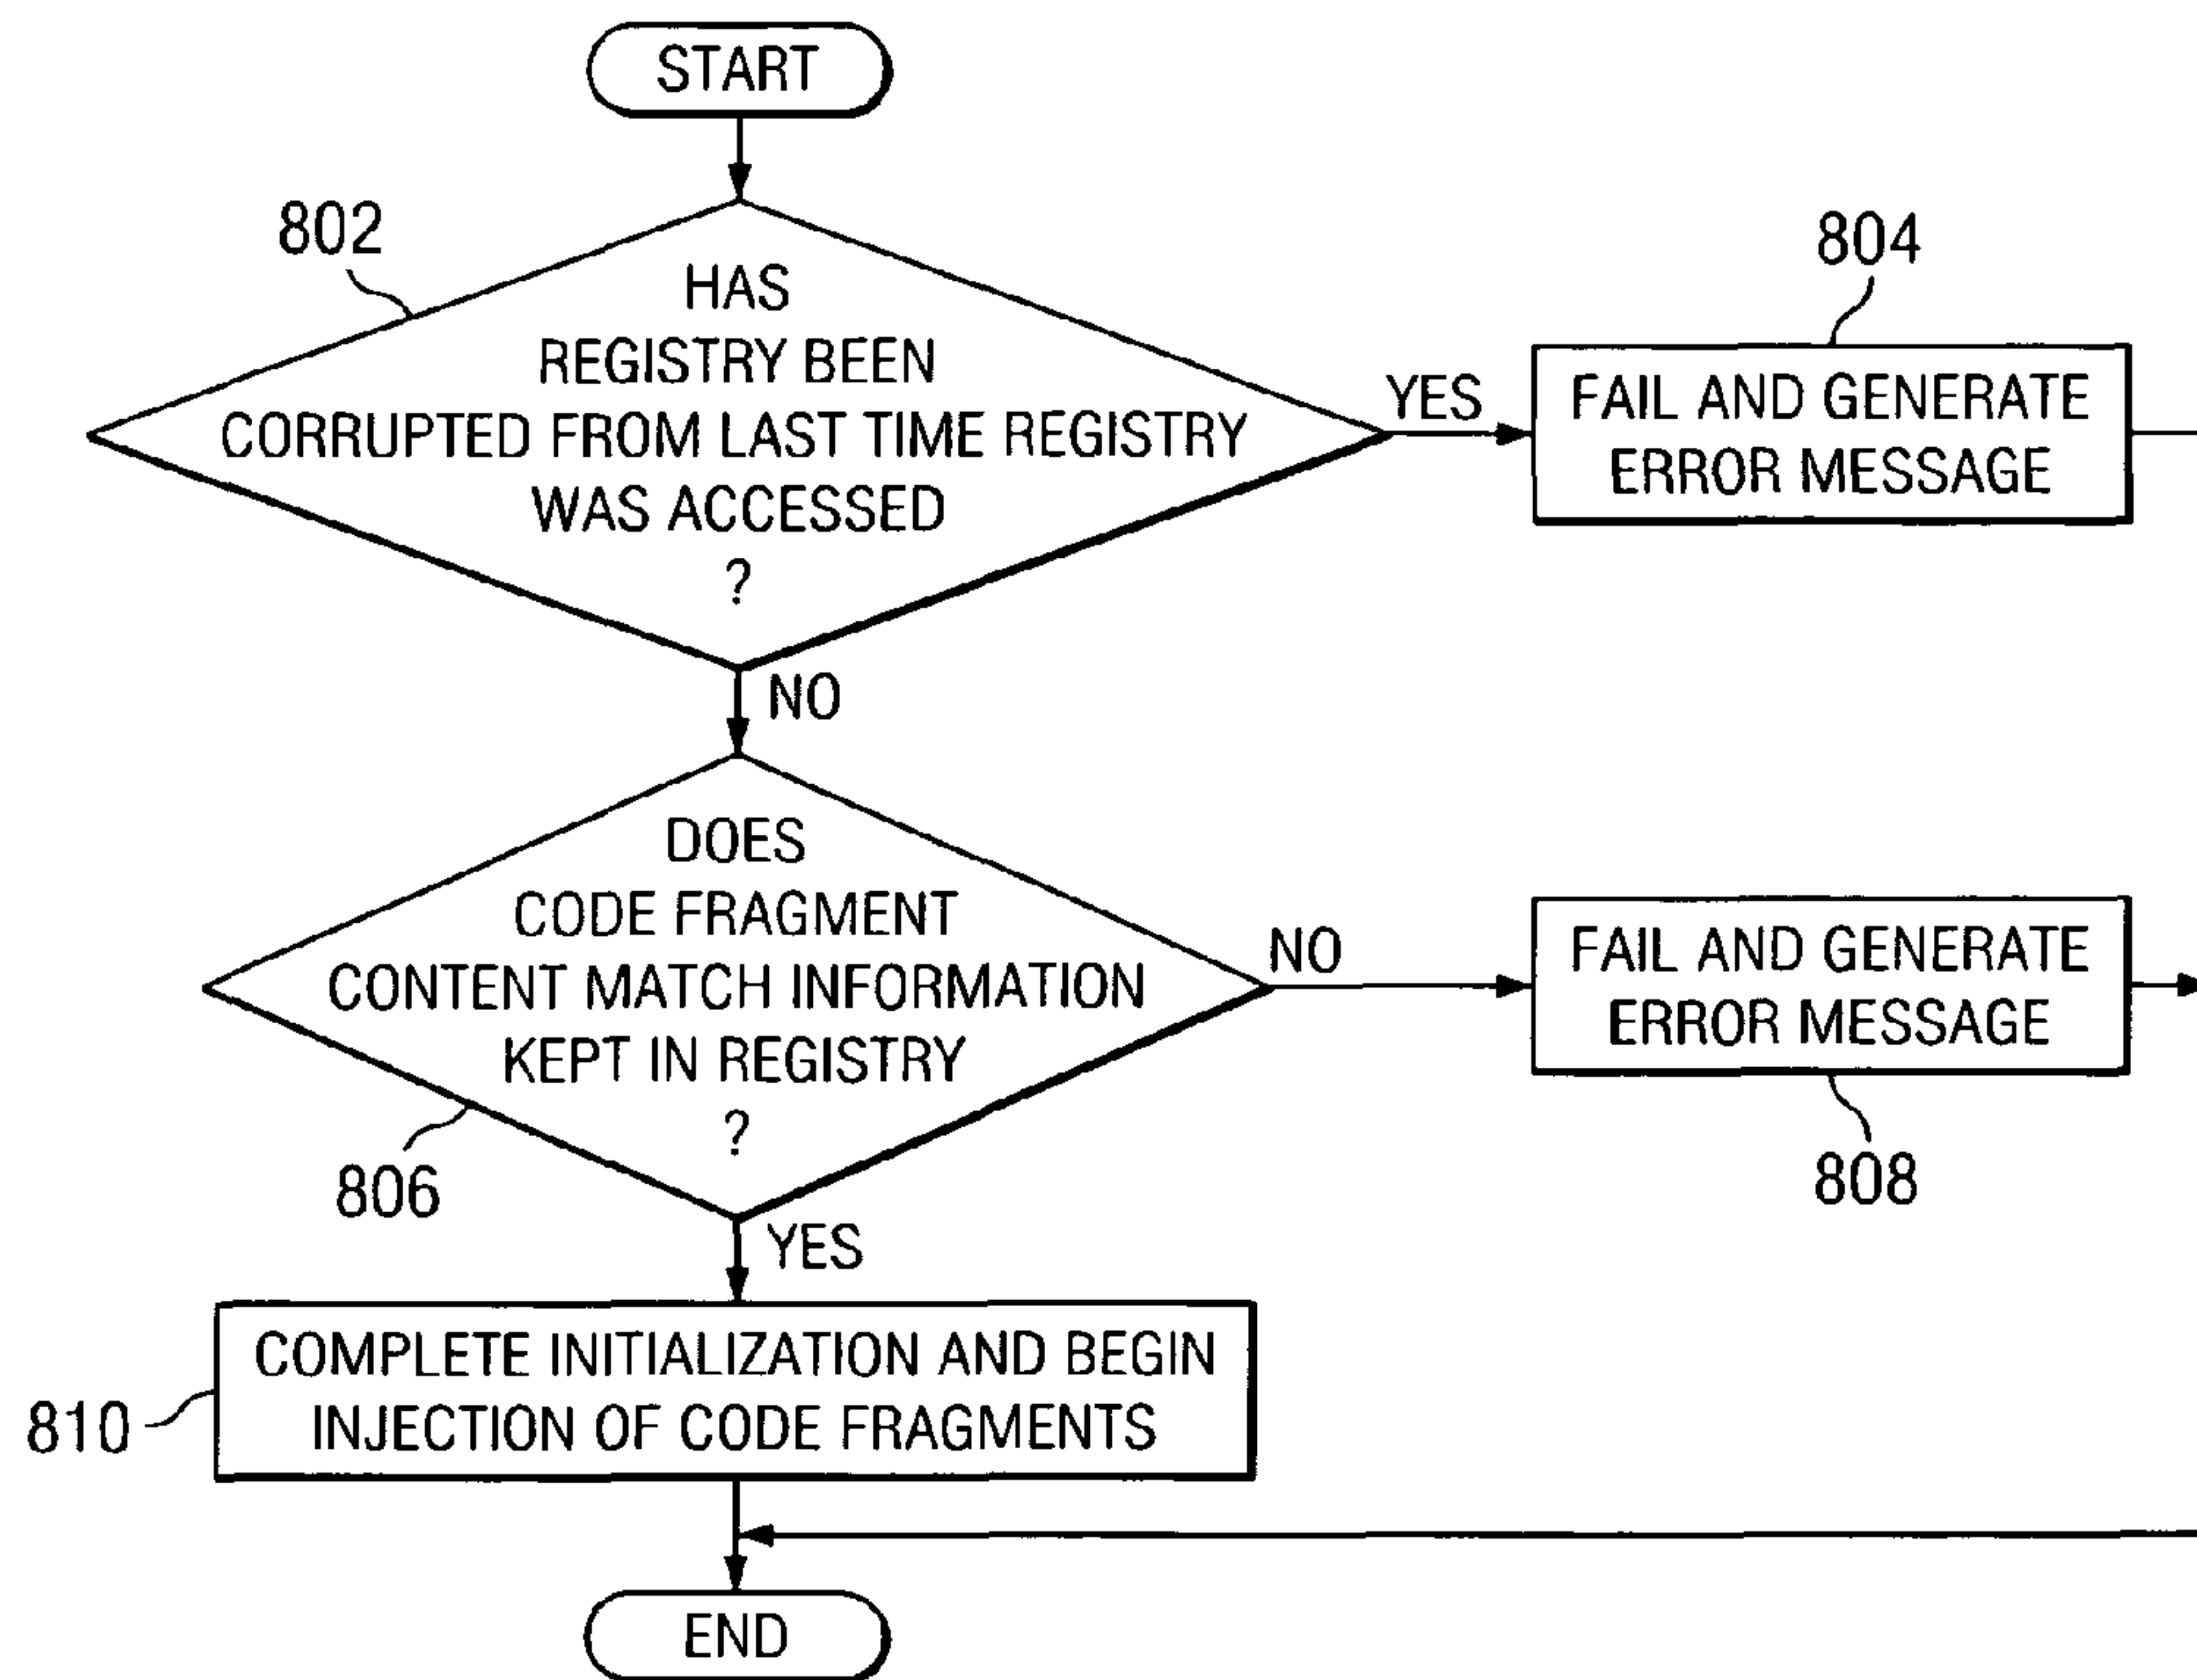 START
802
HAS
REGISTRY BEEN
CORRUPTED FROM LAST TIME REGISTRY
WAS ACCESSED
?
YES
804
FAIL AND GENERATE
ERROR MESSAGE
NO
DOES
CODE FRAGMENT
CONTENT MATCH INFORMATION
KEPT IN REGISTRY
?
806
NO
FAIL AND GENERATE
ERROR MESSAGE
808
YES
COMPLETE INITIALIZATION AND BEGIN
INJECTION OF CODE FRAGMENTS
810
END